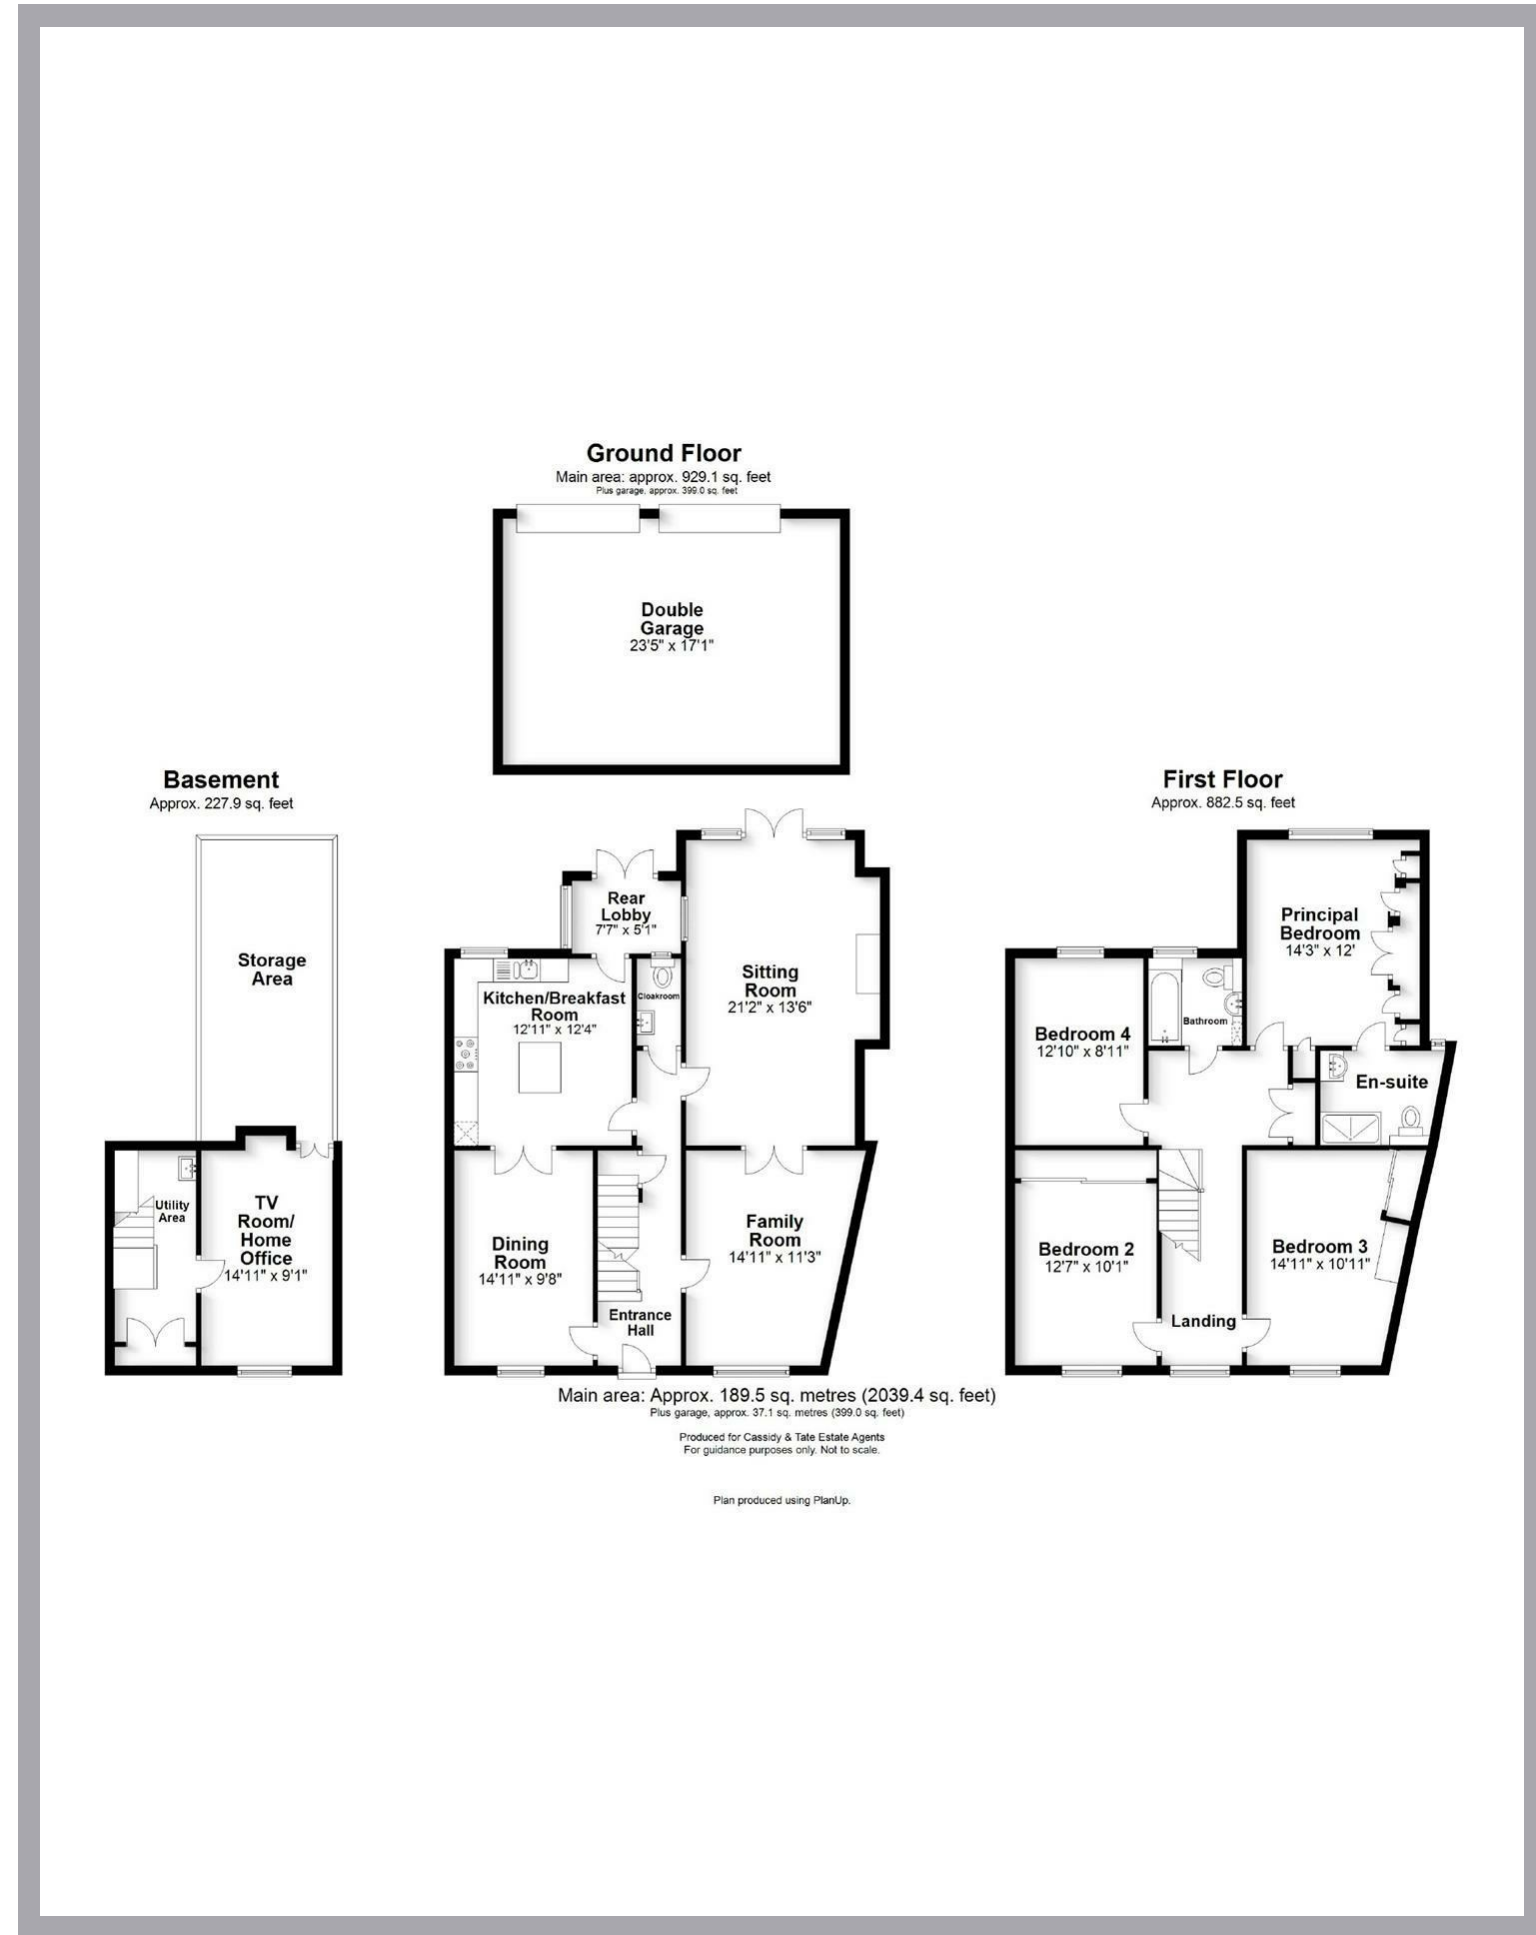 Ground Floor
Main area: approx. 929.1 sq. feet
Plus garage, approx. 399.0 sq. feet
Double
Garage
23'5" x 17'1"
Basement
Approx. 227.9 sq. feet
Storage
Area
Utility
Area
TV
Room/
Home
Office
14'11" x 9'1"
Rear
Lobby
7'7" x 5'1"
Kitchen/Breakfast
Room
12'11" x 12'4"
Cloakroom
Sitting
Room
21'2" x 13'6"
Dining
Room
14'11" x 9'8"
Entrance
Hall
Family
Room
14'11" x 11'3"
First Floor
Approx. 882.5 sq. feet
Principal
Bedroom
14'3" x 12'
Bedroom 4
12'10" x 8'11"
Bathroom
En-suite
Bedroom 2
12'7" x 10'1"
Landing
Bedroom 3
14'11" x 10'11"
Main area: Approx. 189.5 sq. metres (2039.4 sq. feet)
Plus garage, approx. 37.1 sq. metres (399.0 sq. feet)
Produced for Cassidy & Tate Estate Agents
For guidance purposes only. Not to scale.
Plan produced using PlanUp.